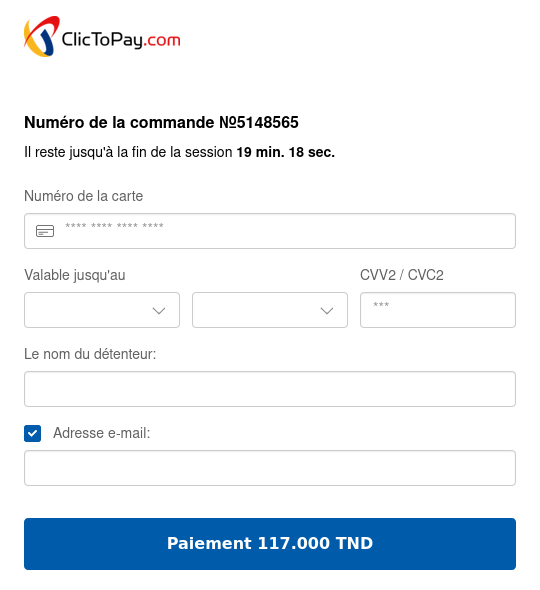 ClicToPay.com
Numéro de la commande №5148565
Il reste jusqu'à la fin de la session 19 min. 18 sec.
Numéro de la carte
**** **** **** ****
Valable jusqu'au CVV2 / CVC2
***
Le nom du détenteur:
Adresse e-mail:
Paiement 117.000 TND